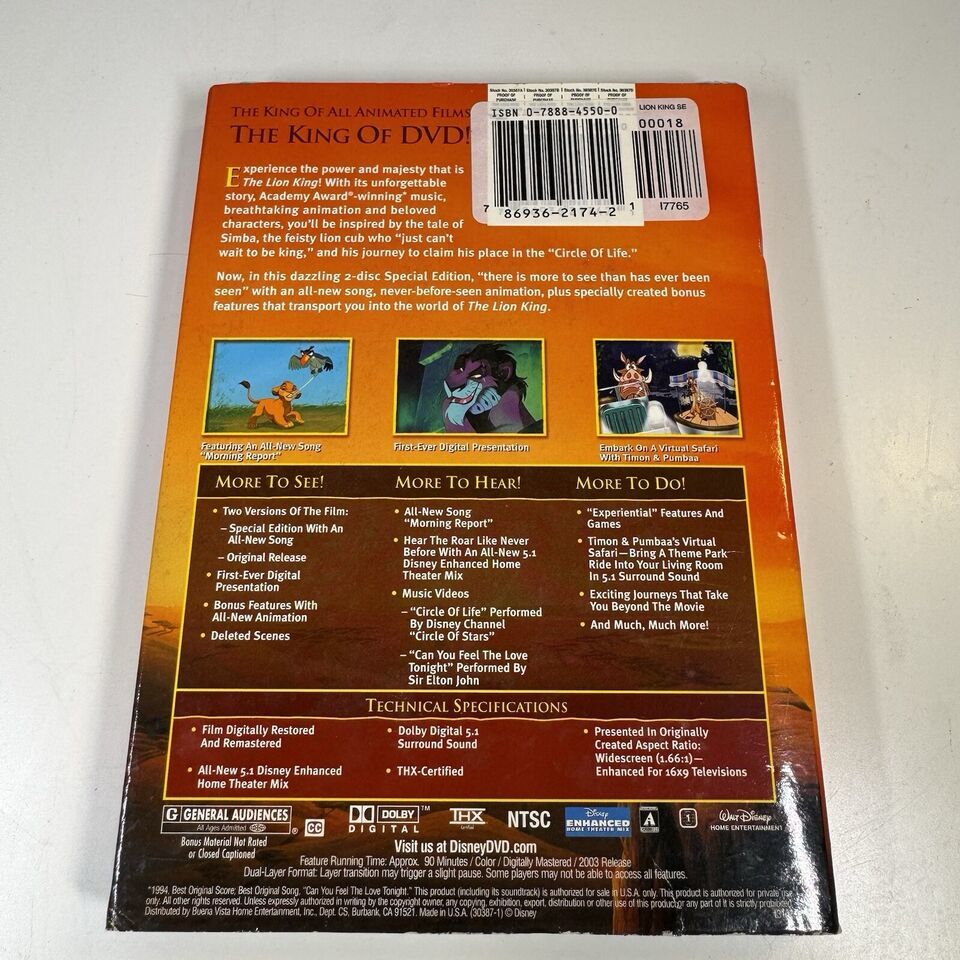 THE KING OF ALL ANIMATED FILMS
THE KING OF DVD!
Stock No. 303878
PROOF OF
PURCHASE
ISBN 0-7888-4550-0
LION KING SE
00018
7 86936-2174-2 1
17765
Experience the power and majesty that is
The Lion King! With its unforgettable
story, Academy Award®-winning* music,
breathtaking animation and beloved
characters, you'll be inspired by the tale of
Simba, the feisty lion cub who "just can't
wait to be king," and his journey to claim his place in the "Circle Of Life."
Now, in this dazzling 2-disc Special Edition, "there is more to see than has ever been
seen" with an all-new song, never-before-seen animation, plus specially created bonus
features that transport you into the world of The Lion King.
Featuring An All-New Song
"Morning Report"
First-Ever Digital Presentation
Embark On A Virtual Safari
With Timon & Pumbaa
MORE TO SEE!
• Two Versions Of The Film:
– Special Edition With An
All-New Song
– Original Release
• First-Ever Digital
Presentation
• Bonus Features With
All-New Animation
• Deleted Scenes
MORE TO HEAR!
• All-New Song
"Morning Report"
• Hear The Roar Like Never
Before With An All-New 5.1
Disney Enhanced Home
Theater Mix
• Music Videos
– "Circle Of Life" Performed
By Disney Channel
"Circle Of Stars"
– "Can You Feel The Love
Tonight" Performed By
Sir Elton John
MORE TO DO!
• "Experiential" Features And
Games
• Timon & Pumbaa's Virtual
Safari—Bring A Theme Park
Ride Into Your Living Room
In 5.1 Surround Sound
• Exciting Journeys That Take
You Beyond The Movie
• And Much, Much More!
TECHNICAL SPECIFICATIONS
• Film Digitally Restored
And Remastered
• All-New 5.1 Disney Enhanced
Home Theater Mix
• Dolby Digital 5.1
Surround Sound
• THX-Certified
• Presented In Originally
Created Aspect Ratio:
Widescreen (1.66:1)—
Enhanced For 16x9 Televisions
G GENERAL AUDIENCES
All Ages Admitted
®
Bonus Material Not Rated
or Closed Captioned
CC
DOLBY™
DIGITAL
THX
Certified
NTSC
Disney
ENHANCED
HOME THEATER MIX
A
1
WALT DISNEY
HOME ENTERTAINMENT
Visit us at DisneyDVD.com
Feature Running Time: Approx. 90 Minutes / Color / Digitally Mastered / 2003 Release
Dual-Layer Format: Layer transition may trigger a slight pause. Some players may not be able to access all features.
*1994, Best Original Score; Best Original Song, "Can You Feel The Love Tonight." This product (including its soundtrack) is authorized for sale in U.S.A. only. This product is authorized for private use
only. All other rights reserved. Unless expressly authorized in writing by the copyright owner, any copying, exhibition, export, distribution or other use of this product or any part of it is strictly prohibited.
Distributed by Buena Vista Home Entertainment, Inc., Dept. CS, Burbank, CA 91521. Made in U.S.A. (30387-1) © Disney